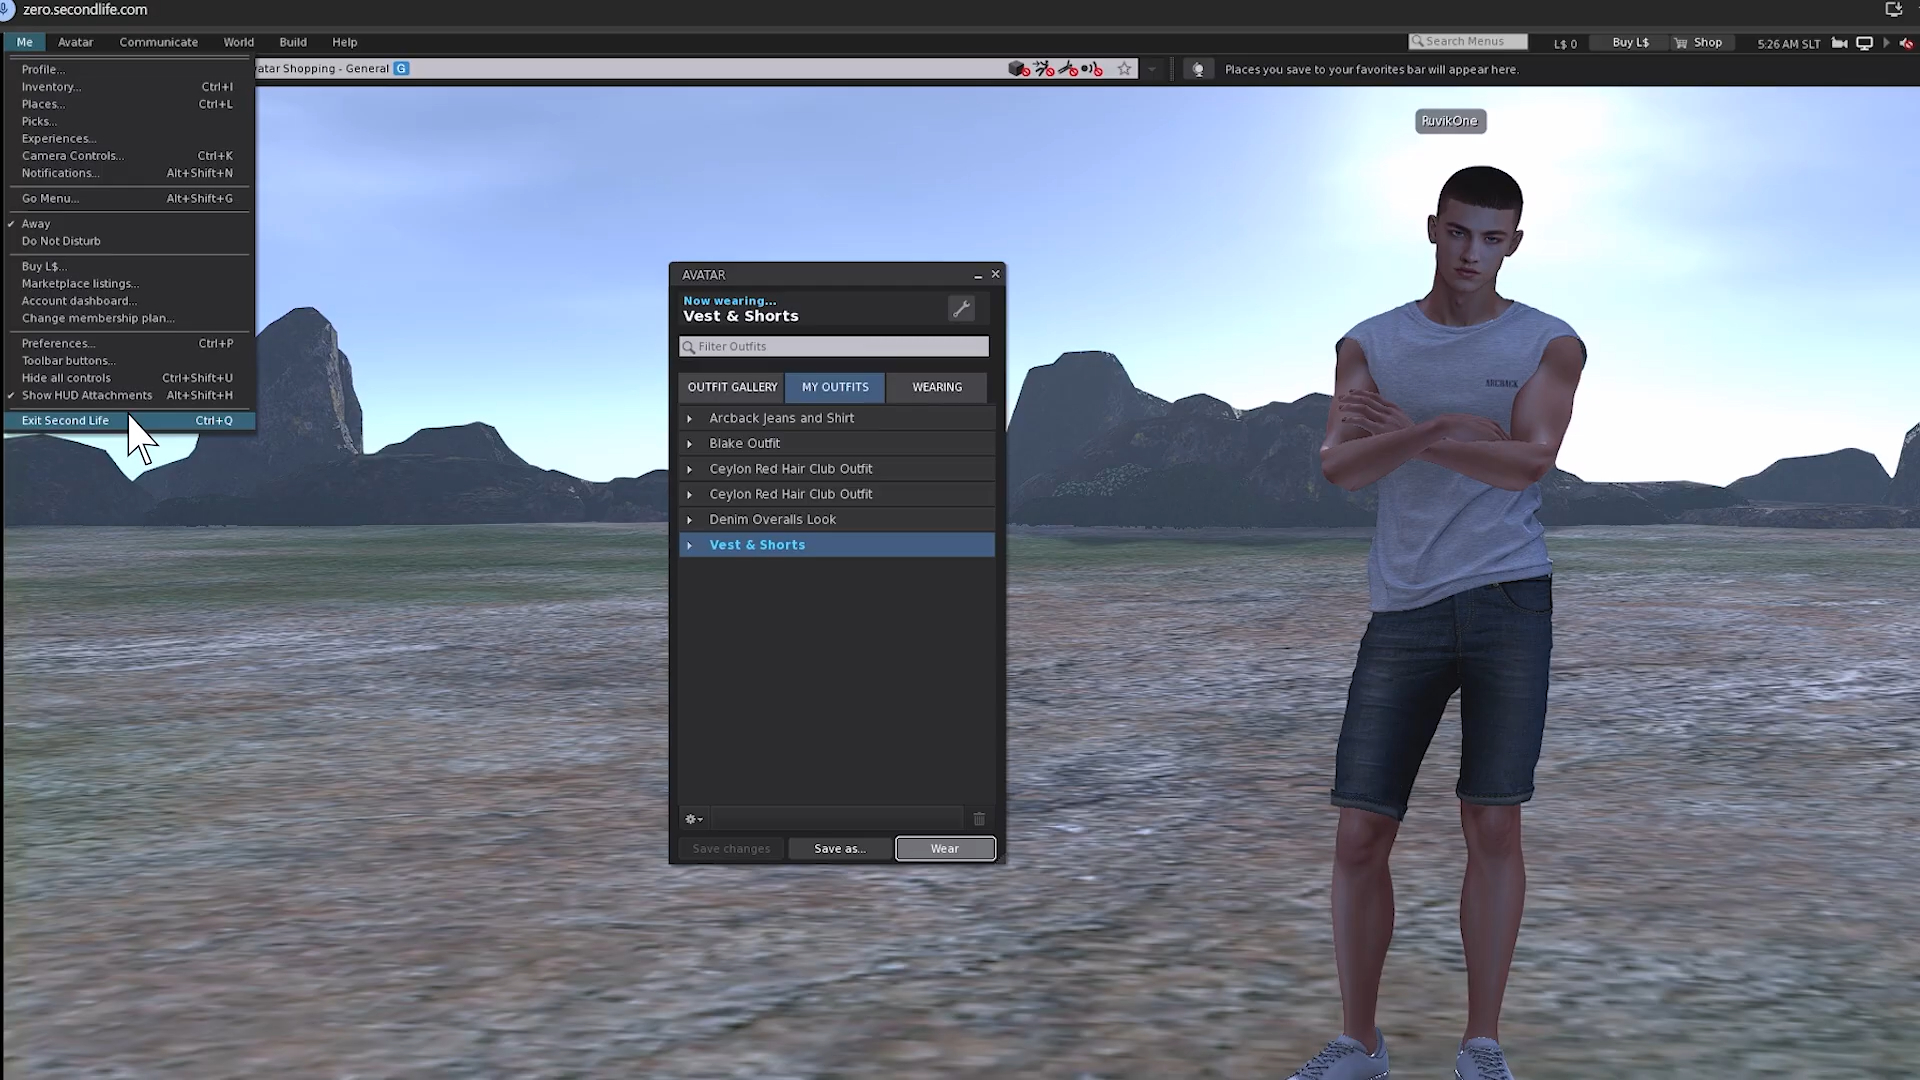 zero.secondlife.com
Me Avatar Communicate World Build Help
Search Menus L$ 0 Buy L$ Shop 5:26 AM SLT
vatar Shopping - General G
Places you save to your favorites bar will appear here.
Profile...
Inventory... Ctrl+I
Places... Ctrl+L
Picks...
Experiences...
Camera Controls... Ctrl+K
Notifications... Alt+Shift+N
Go Menu... Alt+Shift+G
Away
Do Not Disturb
Buy L$...
Marketplace listings...
Account dashboard...
Change membership plan...
Preferences... Ctrl+P
Toolbar buttons...
Hide all controls Ctrl+Shift+U
Show HUD Attachments Alt+Shift+H
Exit Second Life Ctrl+Q
AVATAR
Now wearing...
Vest & Shorts
Filter Outfits
OUTFIT GALLERY MY OUTFITS WEARING
Arcback Jeans and Shirt
Blake Outfit
Ceylon Red Hair Club Outfit
Ceylon Red Hair Club Outfit
Denim Overalls Look
Vest & Shorts
Save changes Save as... Wear
RuvikOne
ARCBACK